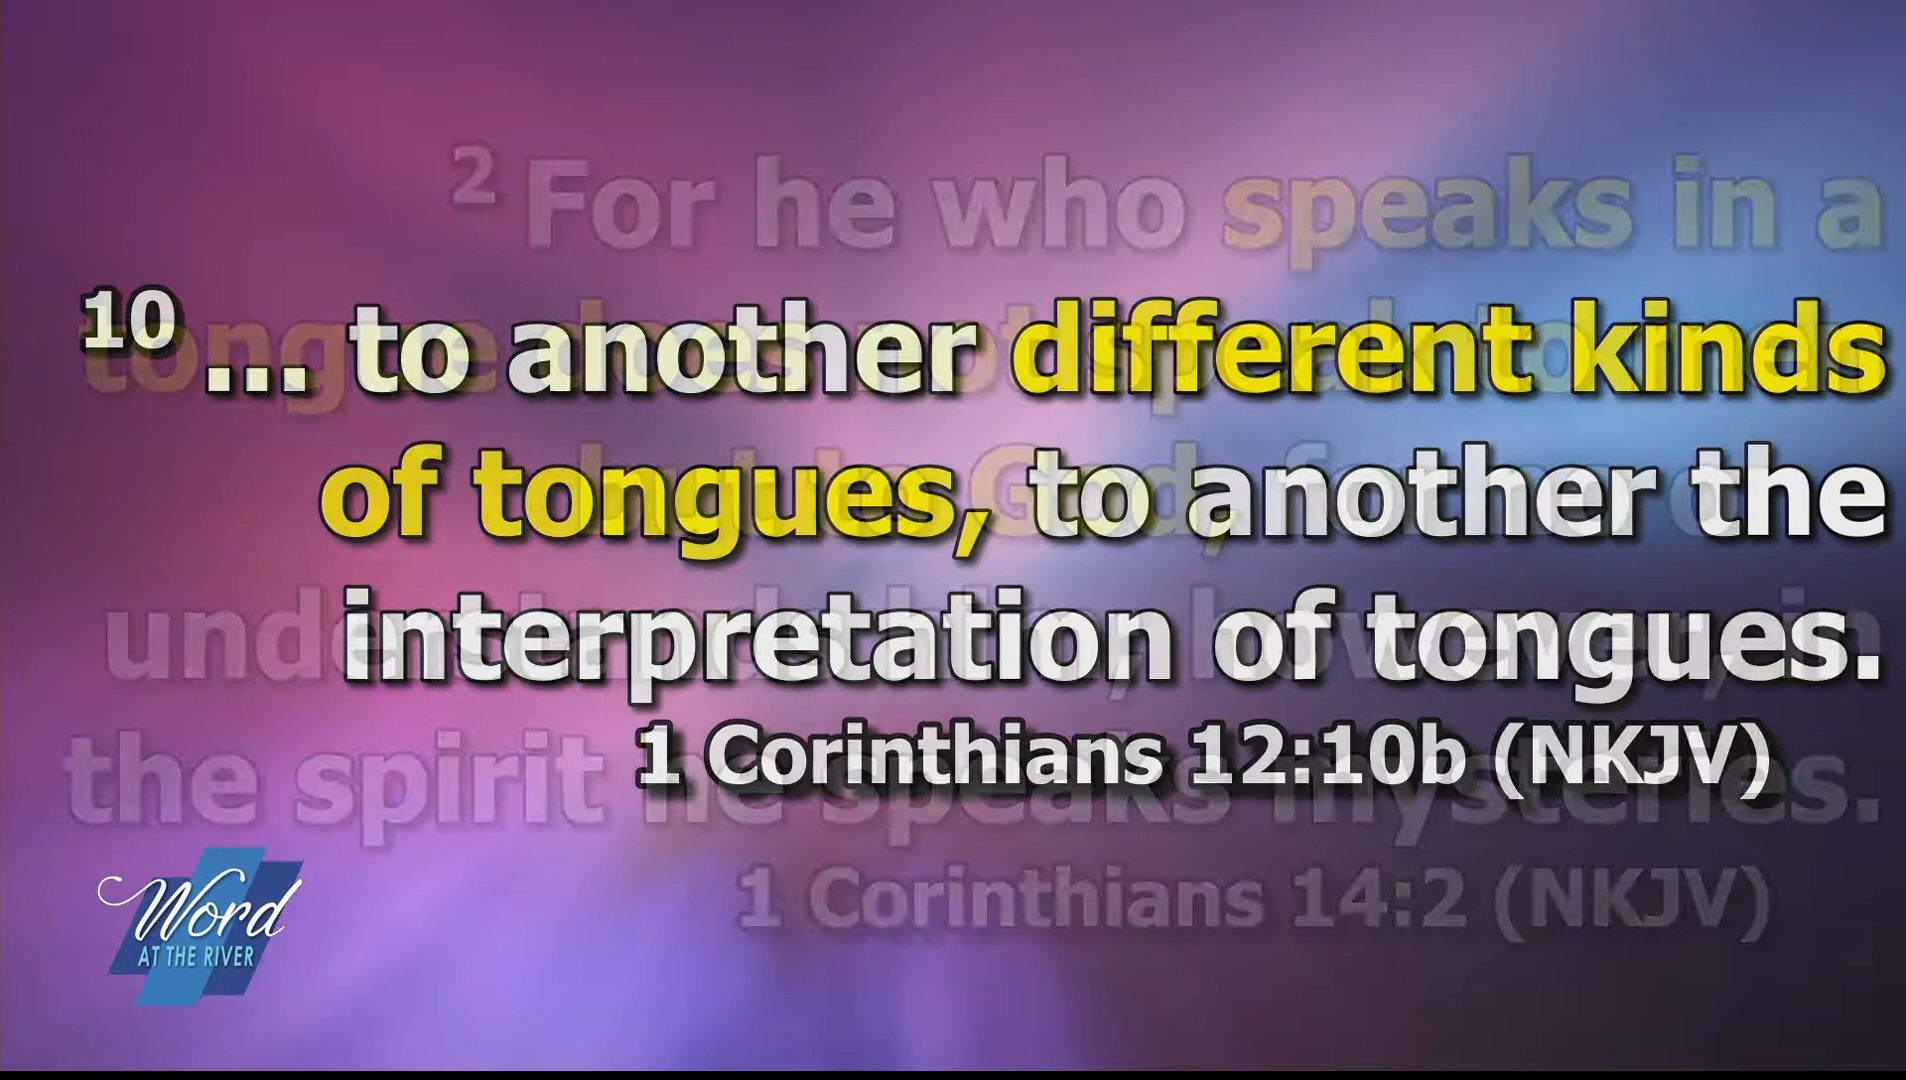 2 For he who speaks in a
10 ... to another different kinds
tongue does not speak to
of tongues, to another the
but to God, for no
interpretation of tongues.
understands him; however, in
1 Corinthians 12:10b (NKJV)
the spirit he speaks mysteries.
1 Corinthians 14:2 (NKJV)
Word
AT THE RIVER